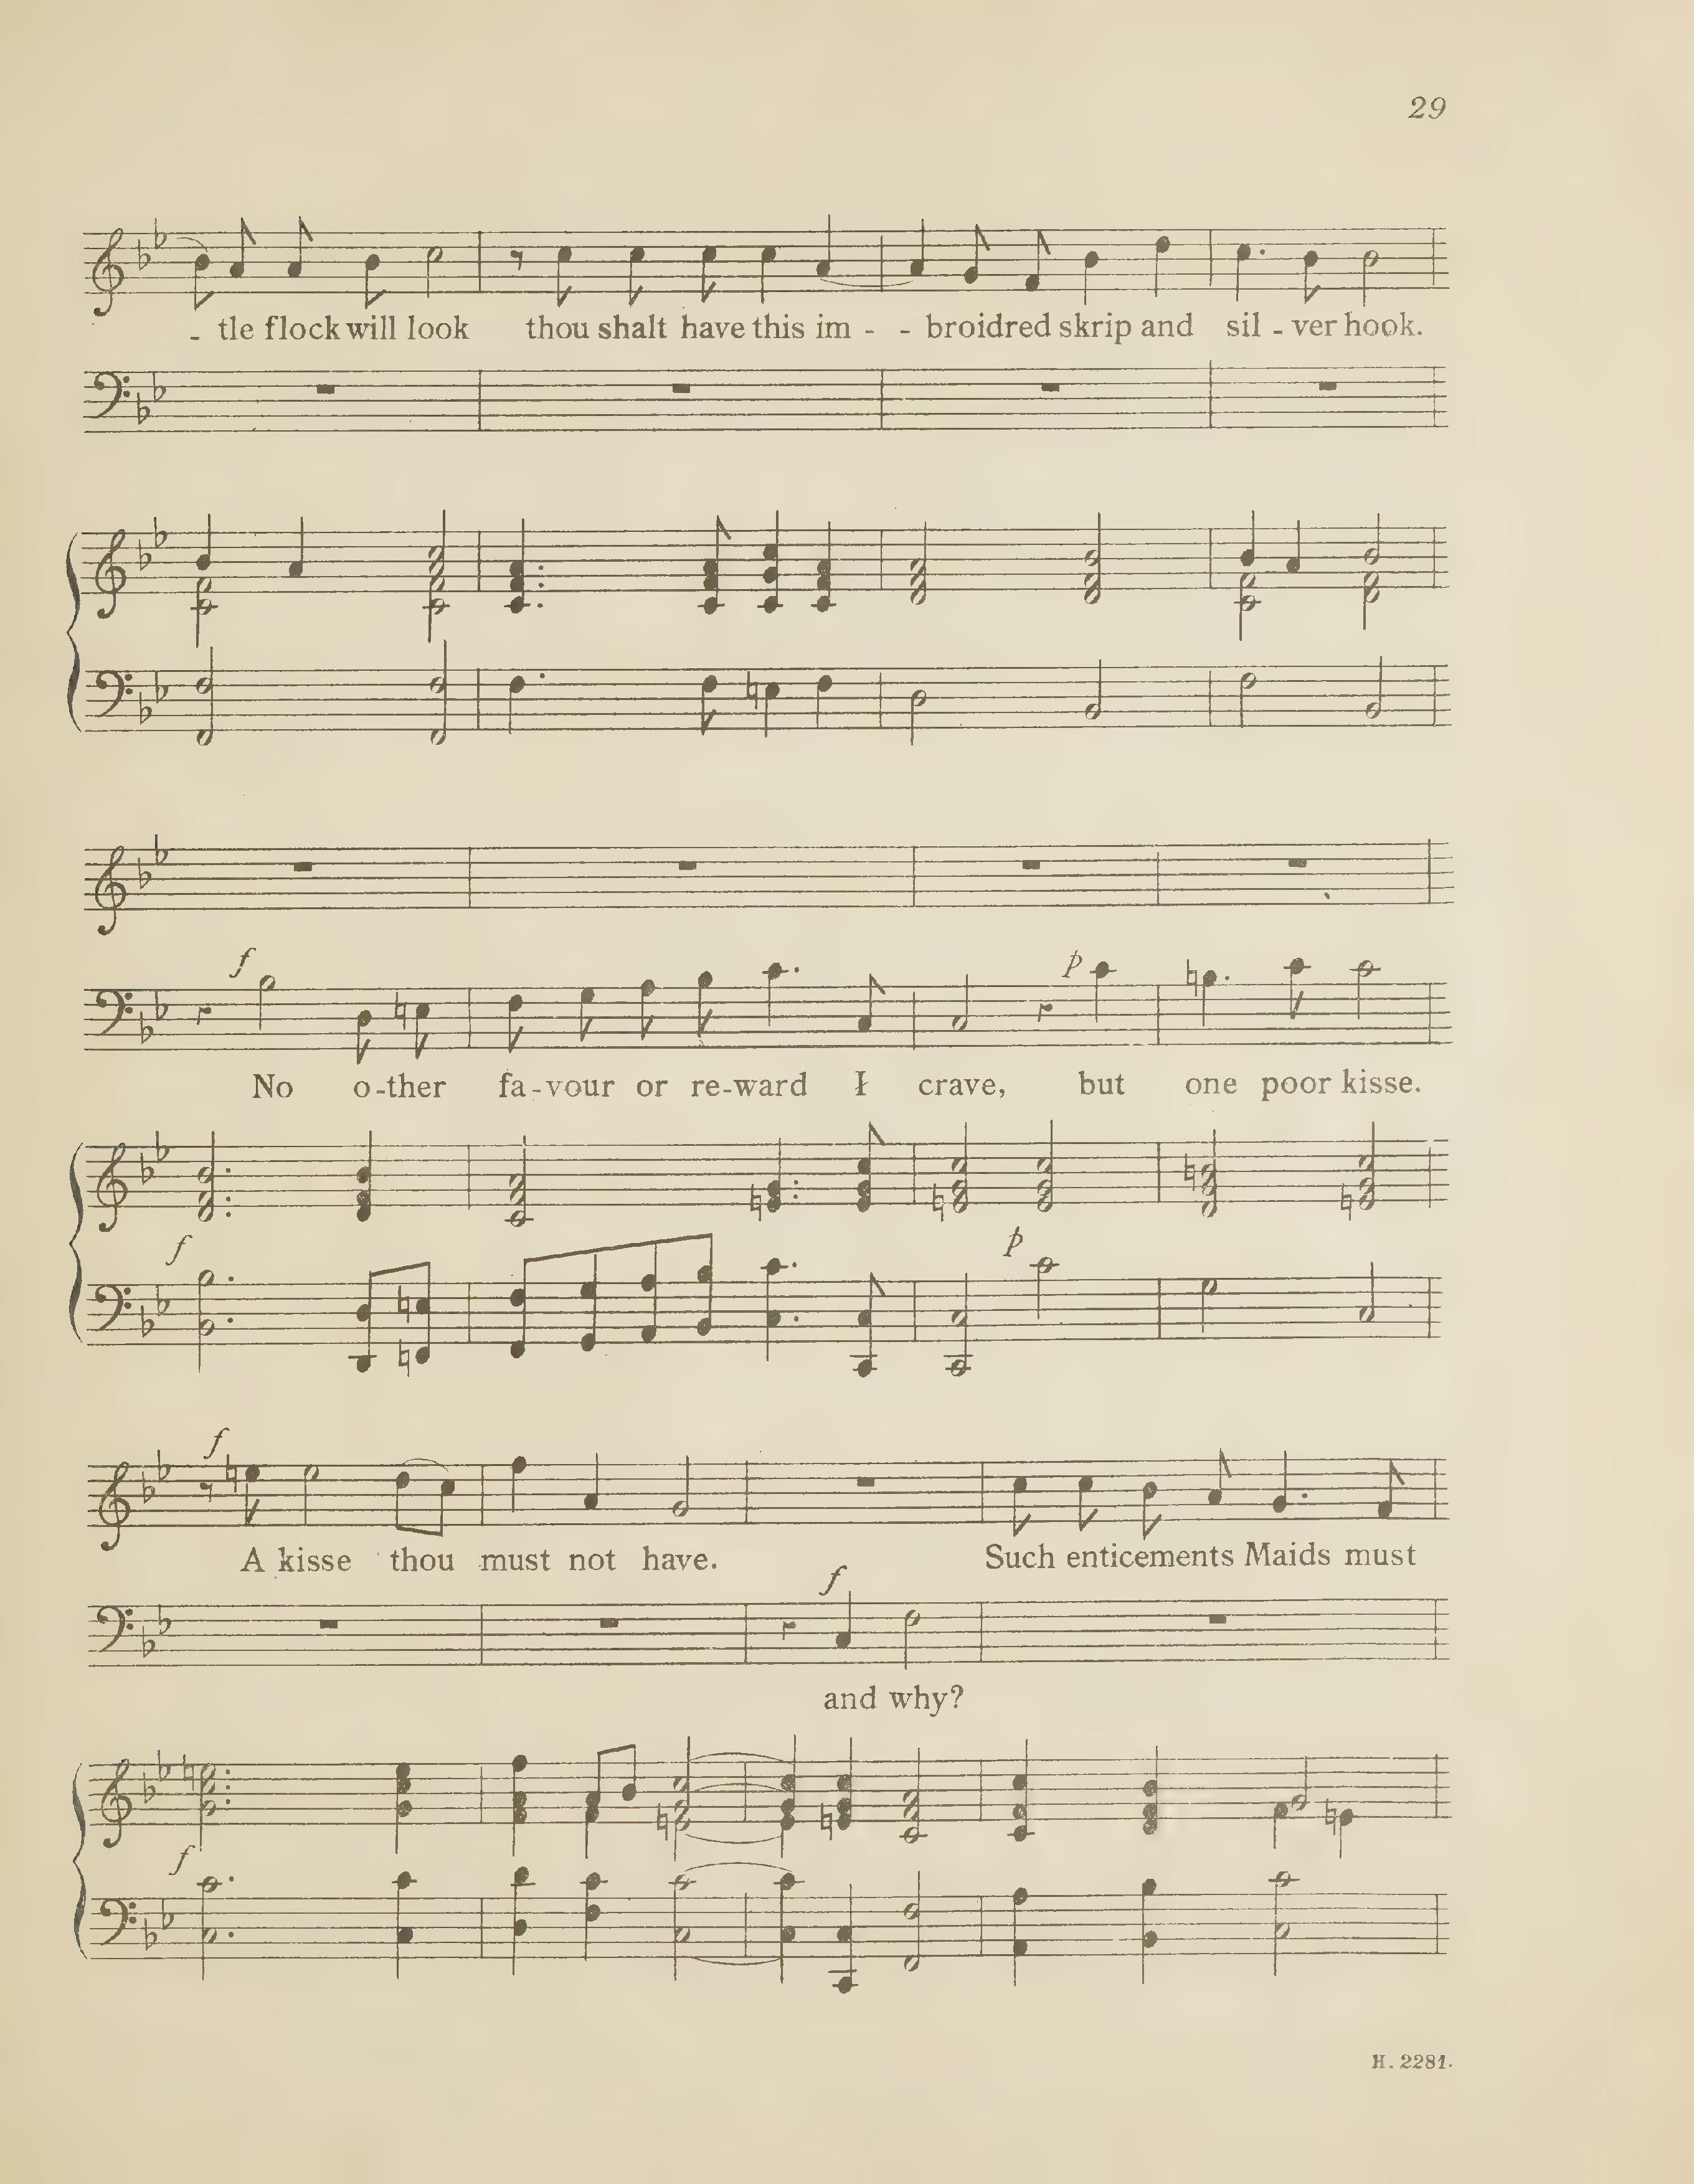 29
- tle flock will look thou shalt have this im - - broidred skrip and sil - ver hook.
f
p
No o-ther fa-vour or re-ward I crave, but one poor kisse.
f
p
f
A kisse thou must not have. Such enticements Maids must
f
and why?
f
H. 2281.